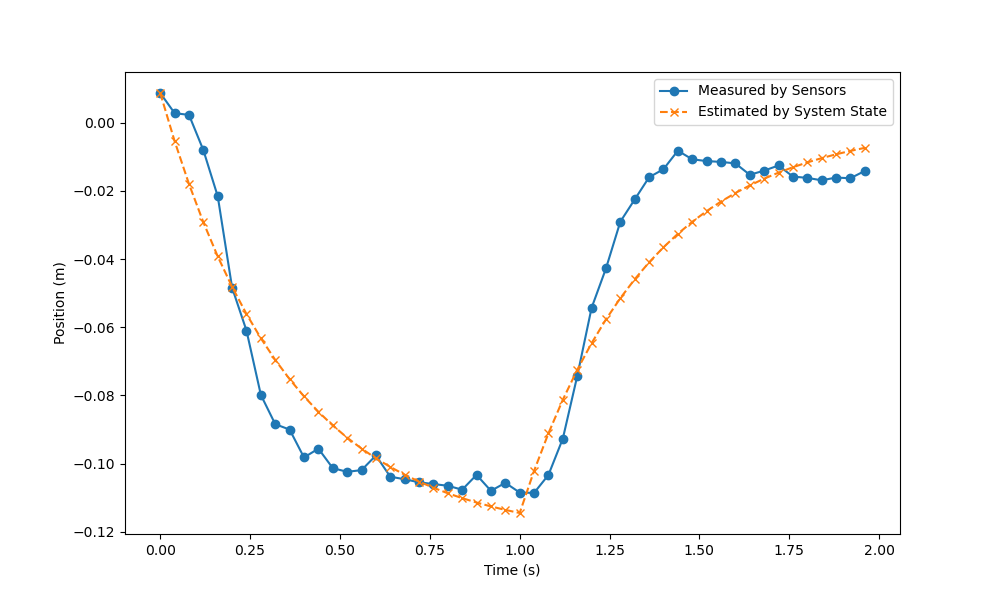 Measured by Sensors
Estimated by System State
Position (m)
0.00
−0.02
−0.04
−0.06
−0.08
−0.10
−0.12
0.00 0.25 0.50 0.75 1.00 1.25 1.50 1.75 2.00
Time (s)